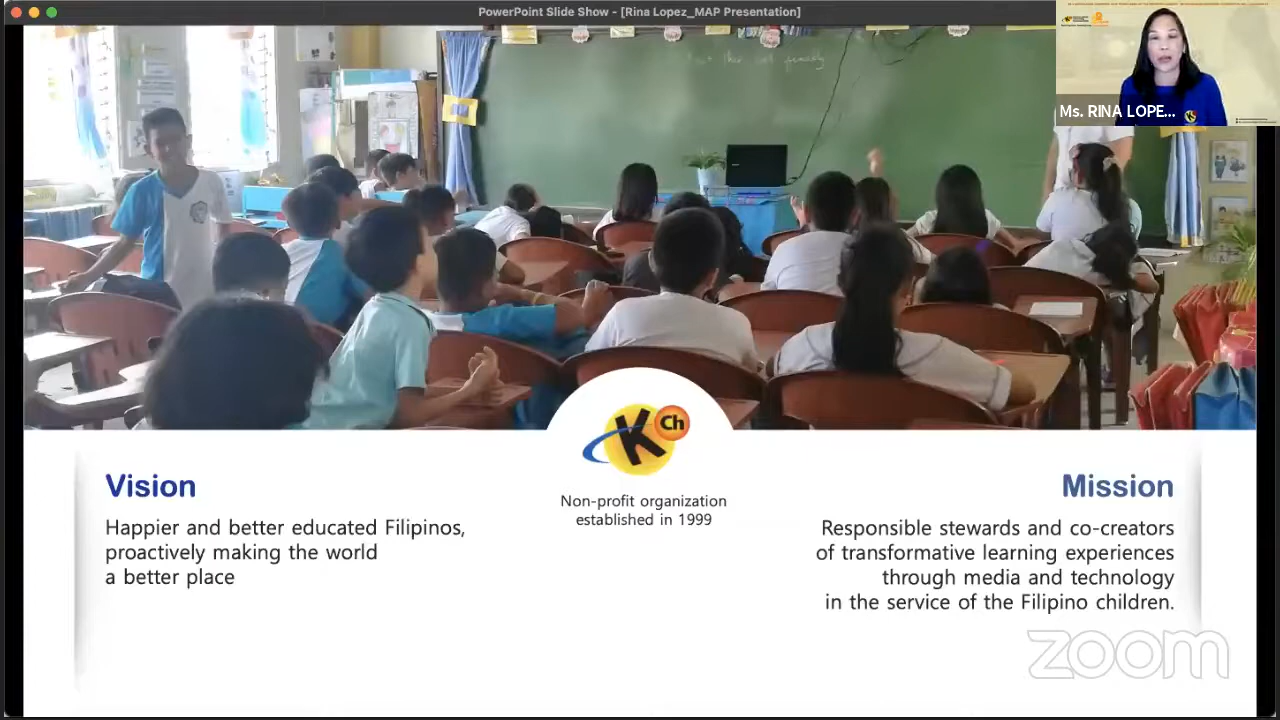 PowerPoint Slide Show - [Rina Lopez_MAP Presentation]
Ms. RINA LOPE...
K
Ch
Non-profit organization
established in 1999
Vision
Happier and better educated Filipinos,
proactively making the world
a better place
Mission
Responsible stewards and co-creators
of transformative learning experiences
through media and technology
in the service of the Filipino children.
zoom